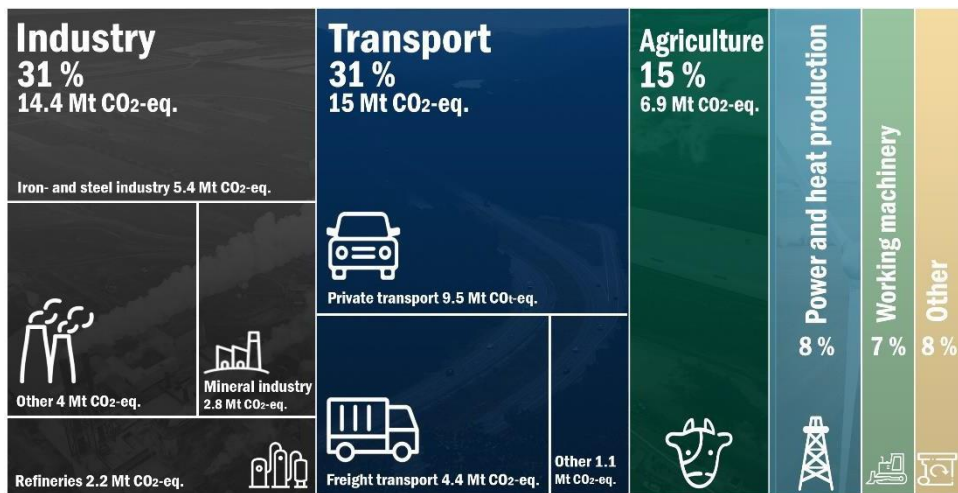 Industry
31 %
14.4 Mt CO₂-eq.
Iron- and steel industry 5.4 Mt CO₂-eq.
Other 4 Mt CO₂-eq.
Mineral industry
2.8 Mt CO₂-eq.
Refineries 2.2 Mt CO₂-eq.
Transport
31 %
15 Mt CO₂-eq.
Private transport 9.5 Mt COt-eq.
Freight transport 4.4 Mt CO₂-eq.
Other 1.1
Mt CO₂-eq.
Agriculture
15 %
6.9 Mt CO₂-eq.
Power and heat production
8 %
Working machinery
7 %
Other
8 %